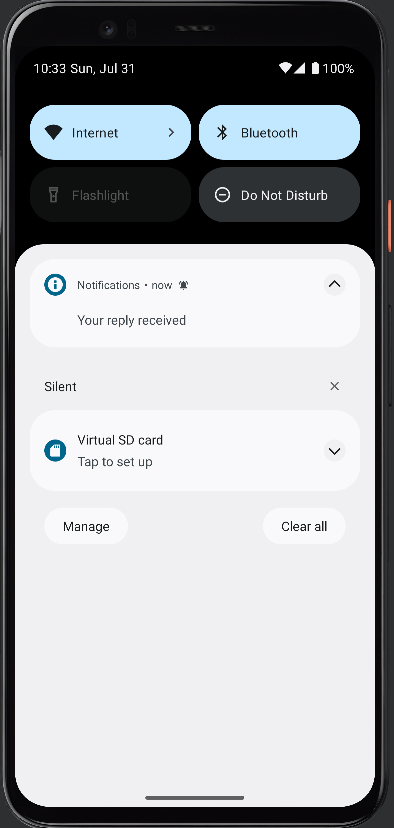 10:33 Sun, Jul 31
100%
Internet
Bluetooth
Flashlight
Do Not Disturb
Notifications • now
Your reply received
Silent
Virtual SD card
Tap to set up
Manage
Clear all